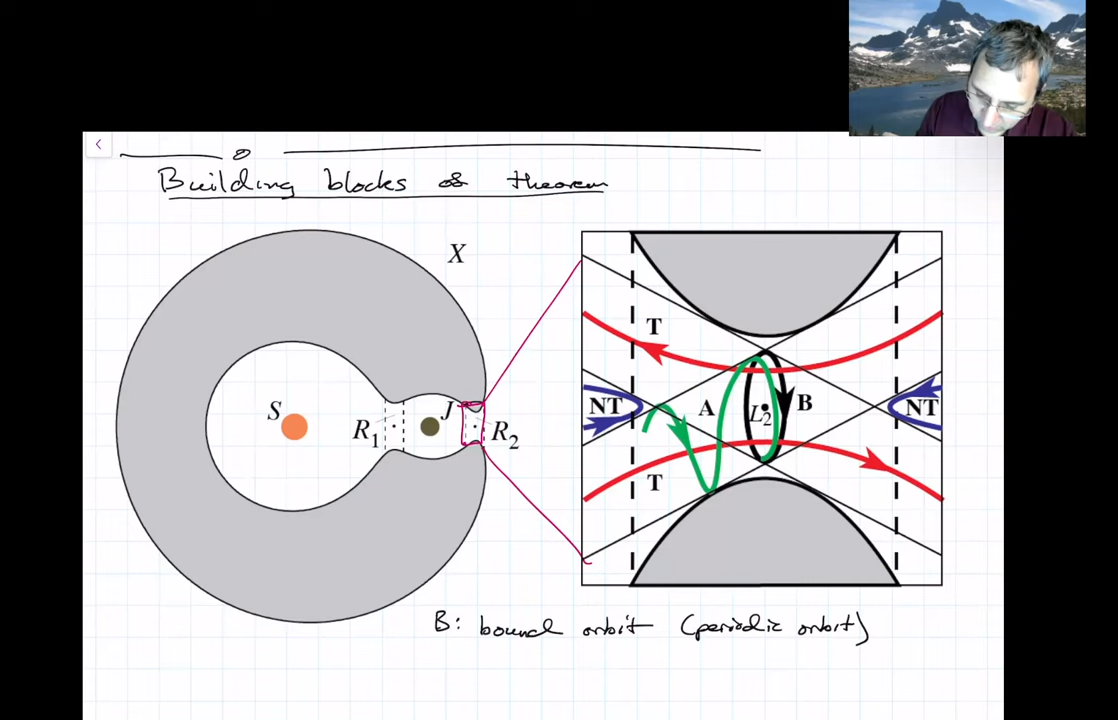 Building blocks of theorem
X
S
J
R1
R2
T
NT
A
L2
B
NT
T
B: bound orbit (periodic orbit)